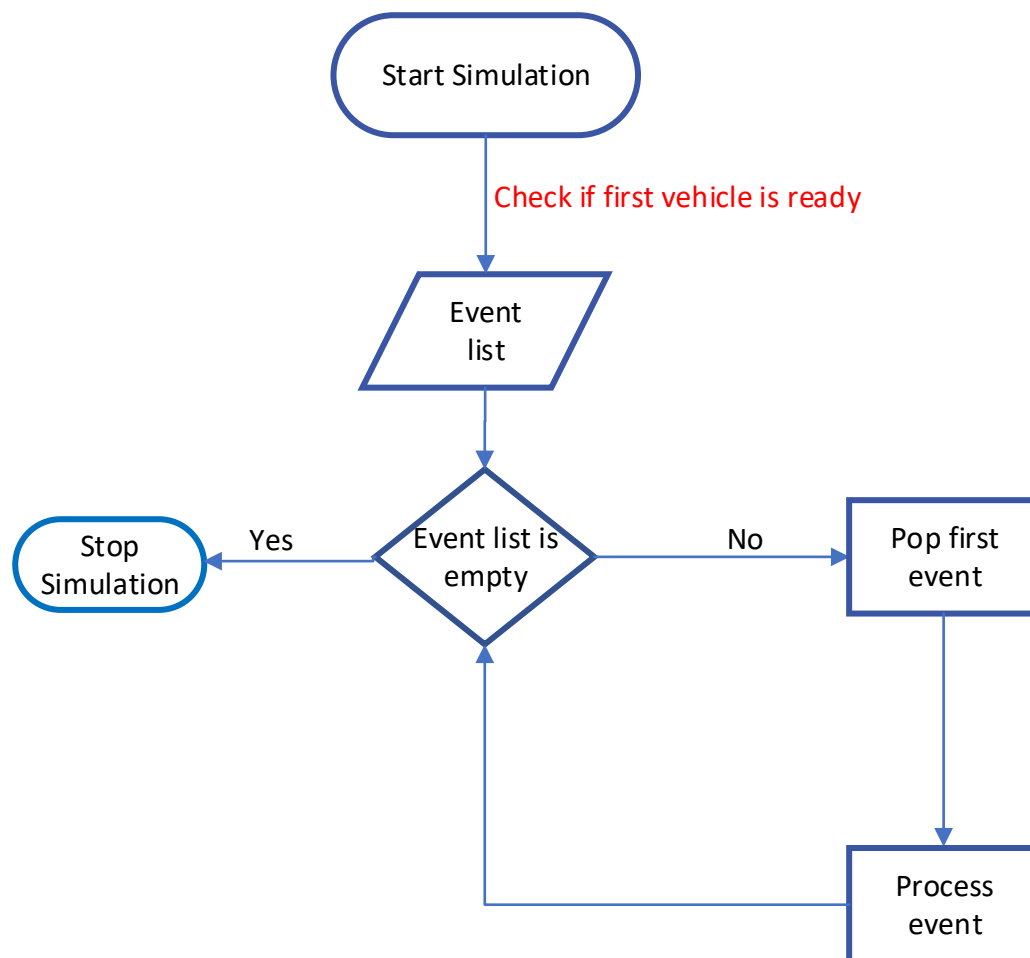 Start Simulation
Check if first vehicle is ready
Event
list
Event list is
empty
Yes
No
Stop
Simulation
Pop first
event
Process
event